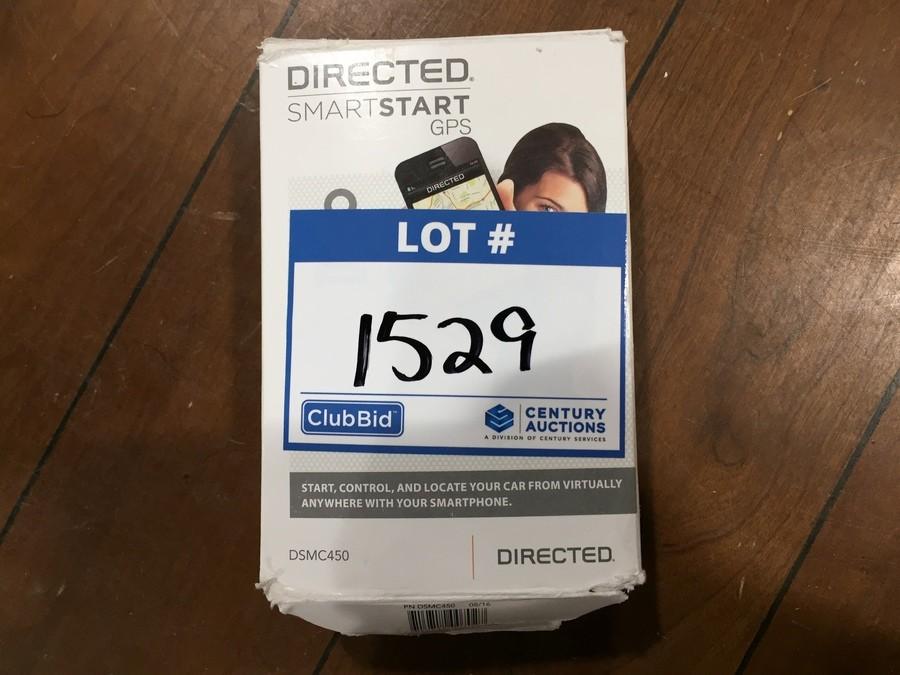 DIRECTED®
SMARTSTART
GPS
DIRECTED
LOT #
1529
ClubBid™
CENTURY
AUCTIONS
A DIVISION OF CENTURY SERVICES
START, CONTROL, AND LOCATE YOUR CAR FROM VIRTUALLY
ANYWHERE WITH YOUR SMARTPHONE.
DSMC450
DIRECTED.
PN DSMC450 08/16